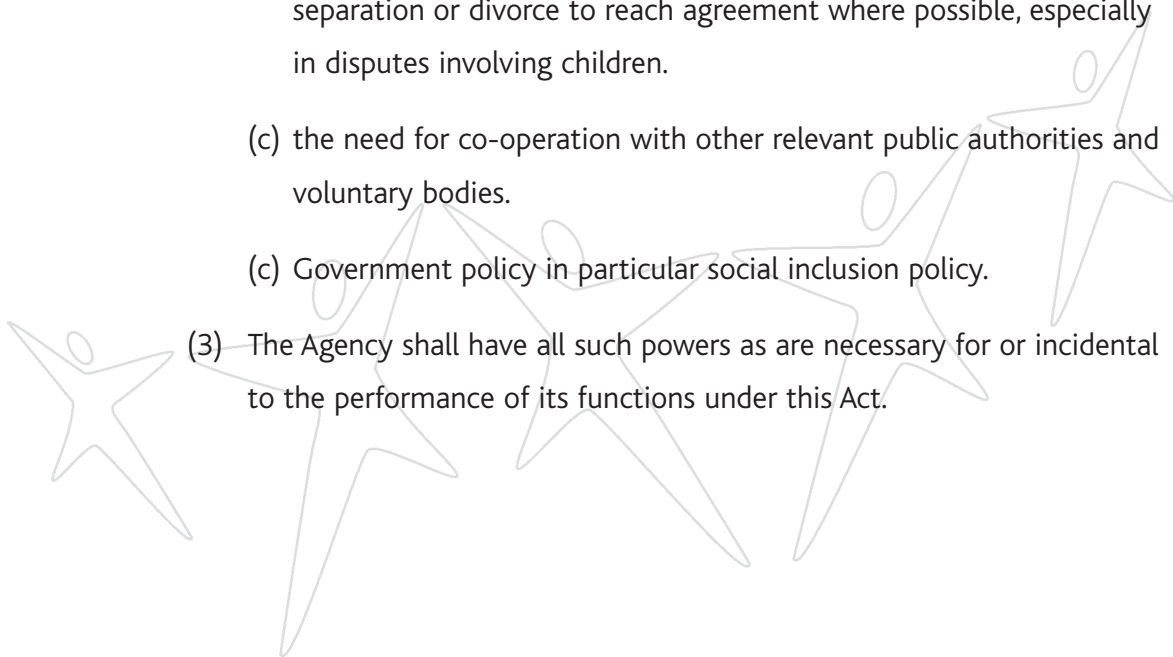 separation or divorce to reach agreement where possible, especially
in disputes involving children.
(c) the need for co-operation with other relevant public authorities and
voluntary bodies.
(c) Government policy in particular social inclusion policy.
(3) The Agency shall have all such powers as are necessary for or incidental
to the performance of its functions under this Act.